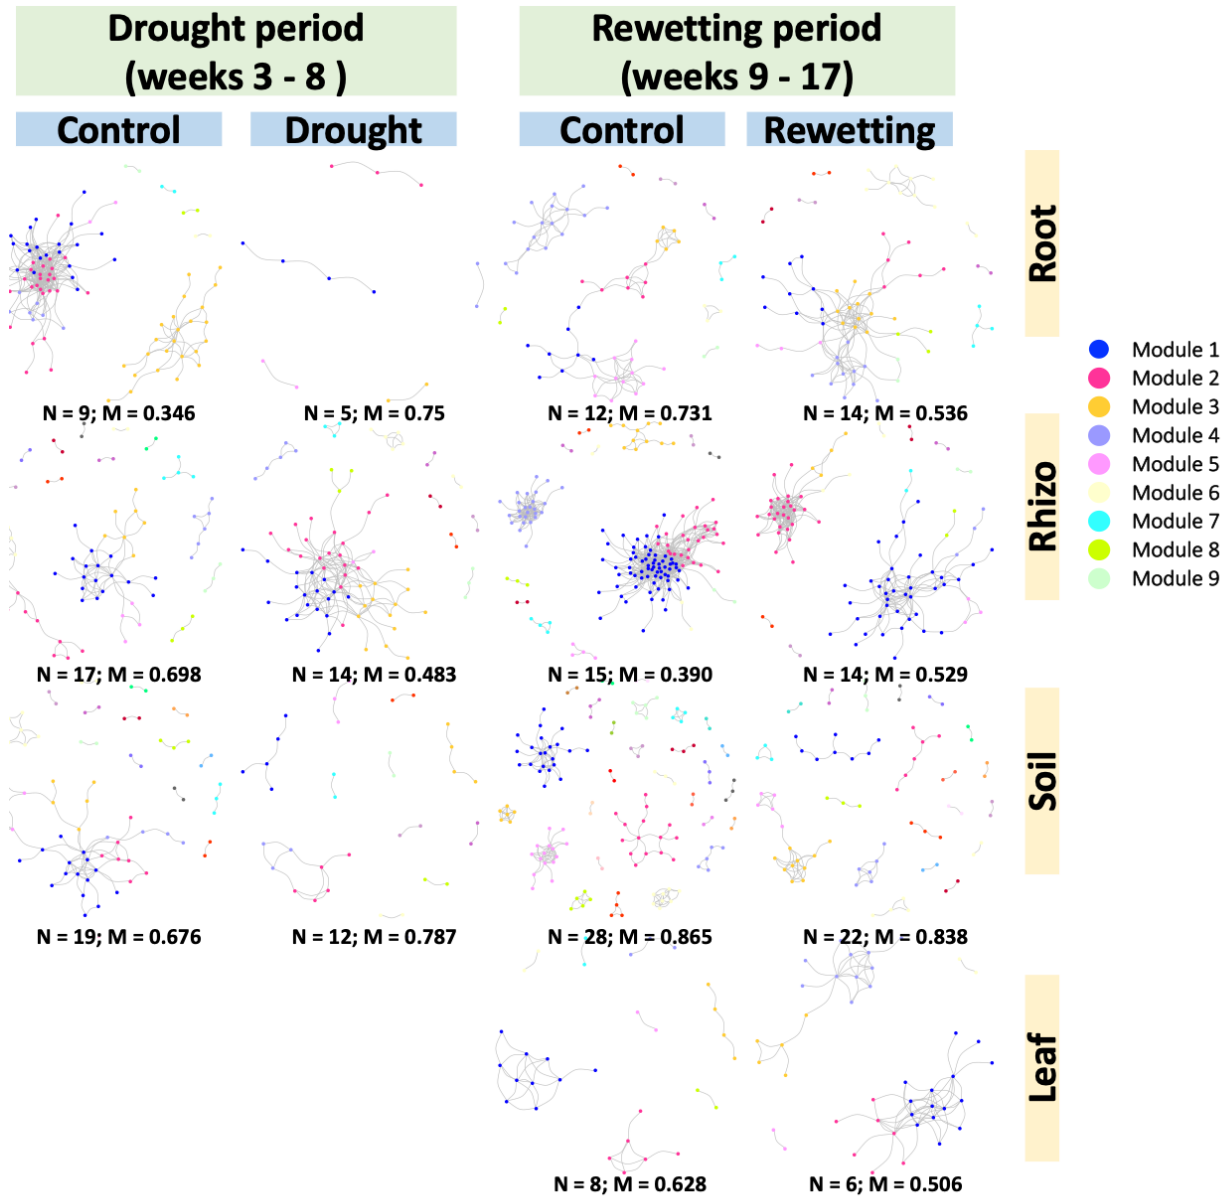 Drought period
(weeks 3 - 8 )
Rewetting period
(weeks 9 - 17)
Control
Drought
Control
Rewetting
Root
N = 9; M = 0.346
N = 5; M = 0.75
N = 12; M = 0.731
N = 14; M = 0.536
Rhizo
N = 17; M = 0.698
N = 14; M = 0.483
N = 15; M = 0.390
N = 14; M = 0.529
Soil
N = 19; M = 0.676
N = 12; M = 0.787
N = 28; M = 0.865
N = 22; M = 0.838
Leaf
N = 8; M = 0.628
N = 6; M = 0.506
Module 1
Module 2
Module 3
Module 4
Module 5
Module 6
Module 7
Module 8
Module 9